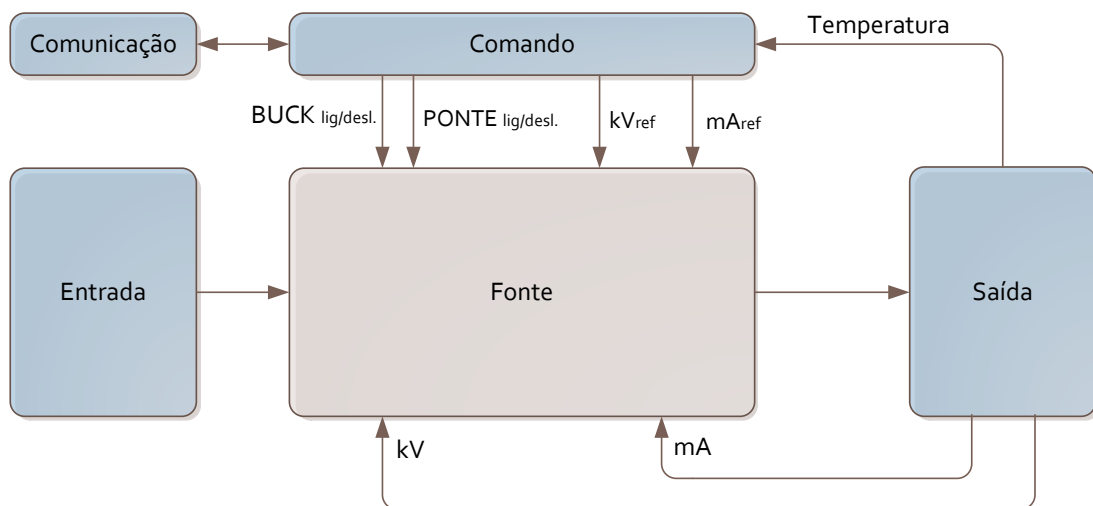 Comunicação
Comando
Temperatura
BUCK lig/desl.
PONTE lig/desl.
kVref
mAref
Entrada
Fonte
Saída
kV
mA